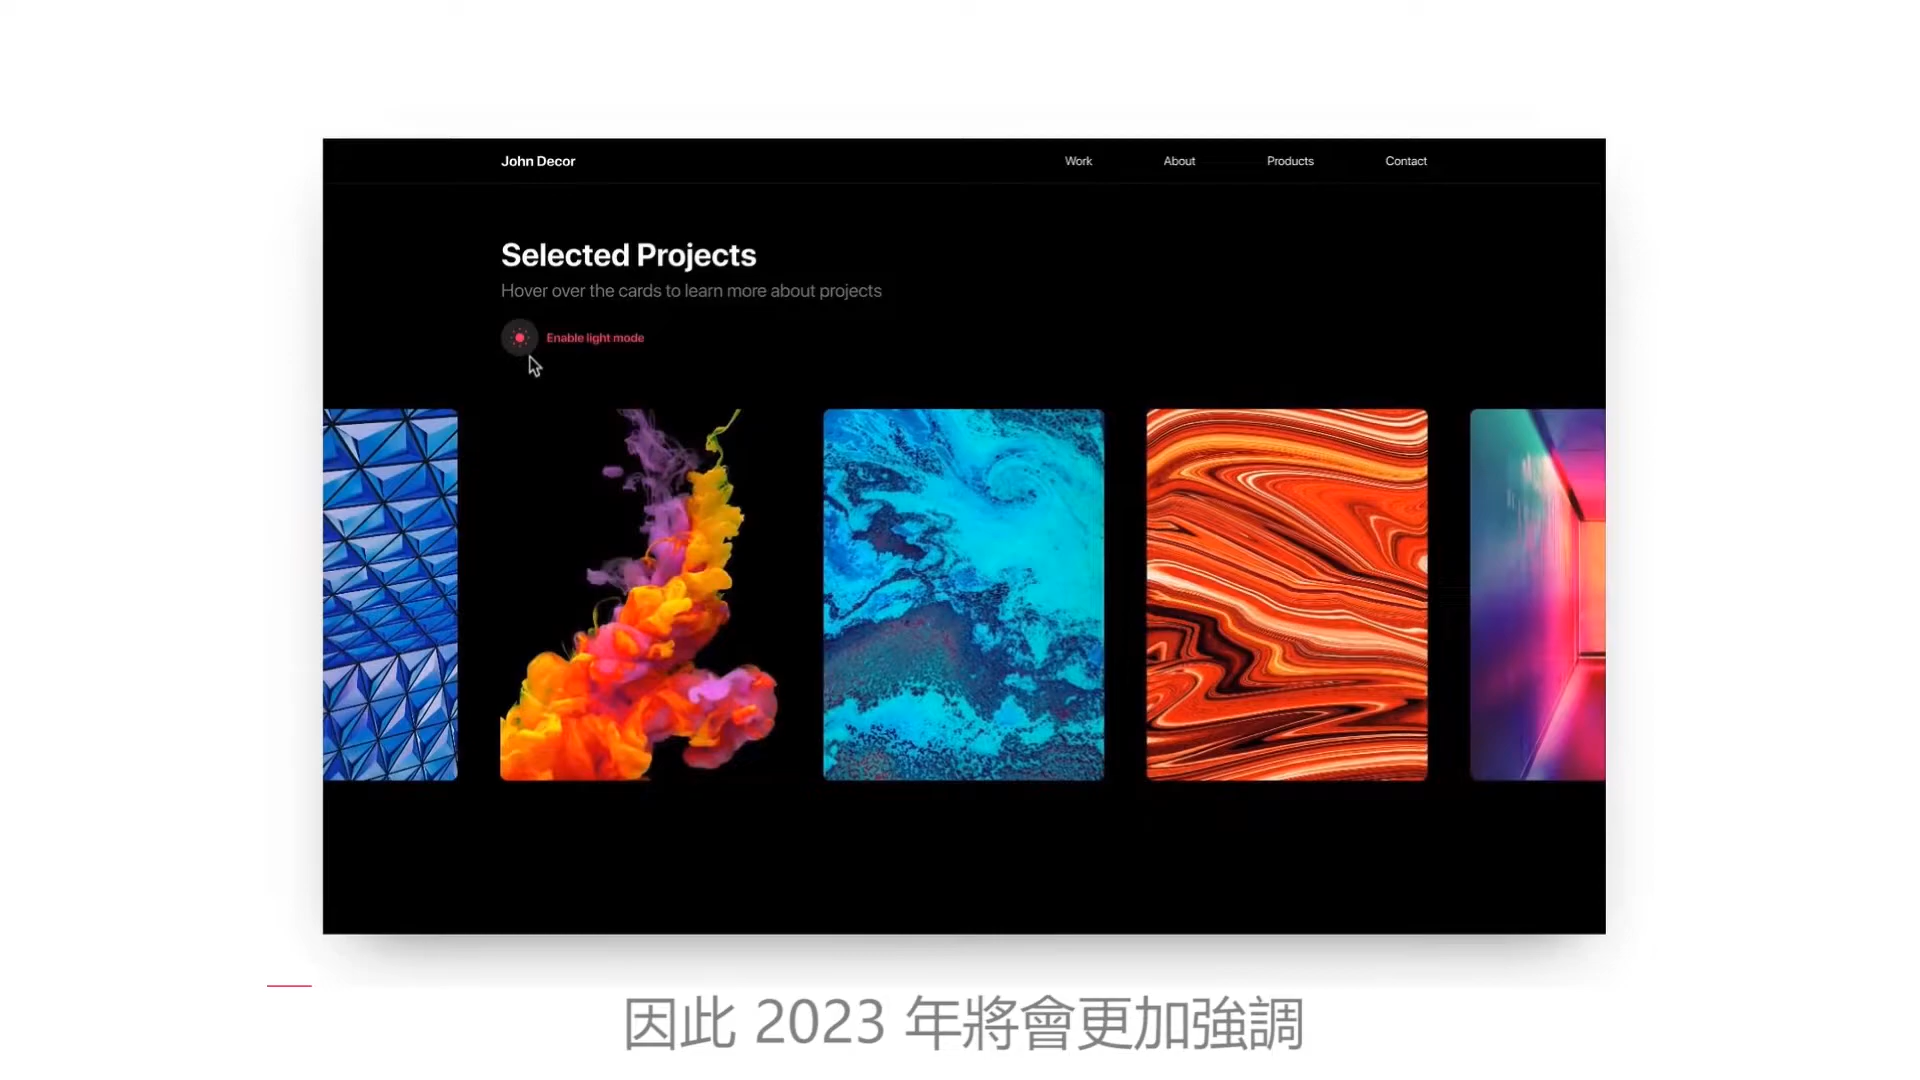 John Decor
Work About Products Contact
Selected Projects
Hover over the cards to learn more about projects
Enable light mode
因此 2023 年將會更加強調